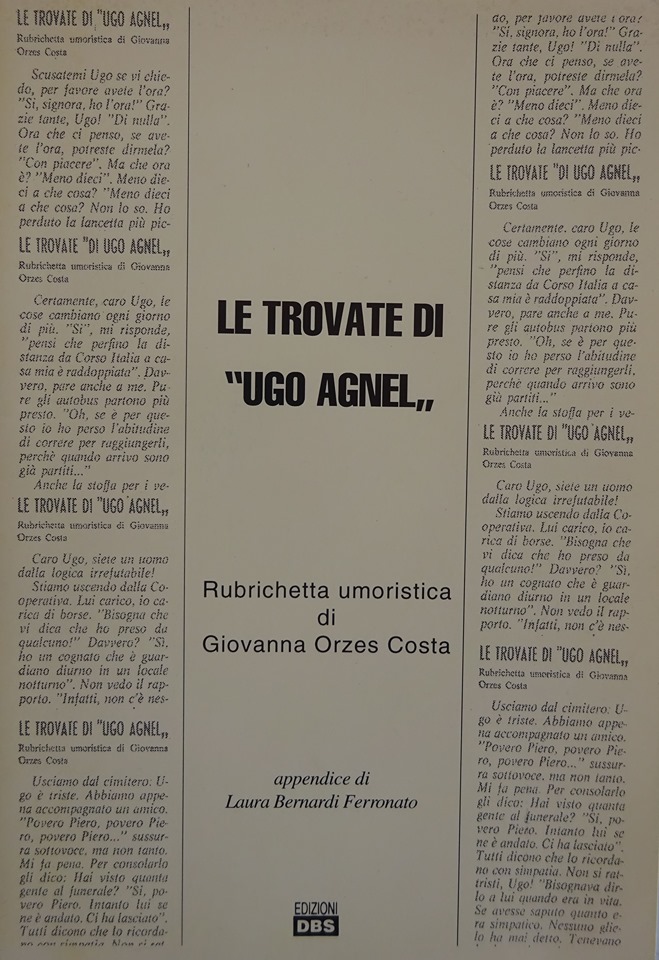 LE TROVATE DI "UGO AGNEL„
Rubrichetta umoristica di Giovanna
Orzes Costa
Scusatemi Ugo se vi chie-
do, per favore avete l'ora?
"Si, signora, ho l'ora!" Gra-
zie tante, Ugo! "Di nulla".
Ora che ci penso, se ave-
te l'ora, potreste dirmela?
"Con piacere". Ma che ora
è? "Meno dieci". Meno die-
ci a che cosa? "Meno dieci
a che cosa? Non lo so. Ho
perduto la lancetta più pic-
LE TROVATE "DI UGO AGNEL„
Rubrichetta umoristica di Giovanna
Orzes Costa
Certamente, caro Ugo, le
cose cambiano ogni giorno
di più. "Si", mi risponde,
"pensi che perfino la di-
stanza da Corso Italia a ca-
sa mia è raddoppiata". Dav-
vero, pare anche a me. Pu-
re gli autobus partono più
presto. "Oh, se è per que-
sto io ho perso l'abitudine
di correre per raggiungerli,
perchè quando arrivo sono
già partiti..."
Anche la stoffa per i ve-
LE TROVATE DI "UGO AGNEL„
Rubrichetta umoristica di Giovanna
Orzes Costa
Caro Ugo, siete un uomo
dalla logica irrefutabile!
Stiamo uscendo dalla Co-
operativa. Lui carico, io ca-
rica di borse. "Bisogna che
vi dica che ho preso da
qualcuno!" Davvero? "Sì,
ho un cognato che è guar-
diano diurno in un locale
notturno". Non vedo il rap-
porto. "Infatti, non c'è nes-
LE TROVATE DI "UGO AGNEL„
Rubrichetta umoristica di Giovanna
Orzes Costa
Usciamo dal cimitero: U-
go è triste. Abbiamo appe-
na accompagnato un amico.
"Povero Piero, povero Pie-
ro, povero Piero..." sussur-
ra sottovoce, ma non tanto.
Mi fa pena. Per consolarlo
gli dico: Hai visto quanta
gente al funerale? "Si, po-
vero Piero. Intanto lui se
ne è andato. Ci ha lasciato".
Tutti dicono che lo ricorda-
no con simpatia. Non si rat-
LE TROVATE DI
"UGO AGNEL„
Rubrichetta umoristica
di
Giovanna Orzes Costa
appendice di
Laura Bernardi Ferronato
EDIZIONI
DBS
do, per favore avete l'ora?
"Si, signora, ho l'ora!" Gra-
zie tante, Ugo! "Di nulla".
Ora che ci penso, se ave-
te l'ora, potreste dirmela?
"Con piacere". Ma che ora
è? "Meno dieci". Meno die-
ci a che cosa? "Meno dieci
a che cosa? Non lo so. Ho
perduto la lancetta più pic-
LE TROVATE "DI UGO AGNEL„
Rubrichetta umoristica di Giovanna
Orzes Costa
Certamente, caro Ugo, le
cose cambiano ogni giorno
di più. "Si", mi risponde,
"pensi che perfino la di-
stanza da Corso Italia a ca-
sa mia è raddoppiata". Dav-
vero, pare anche a me. Pu-
re gli autobus partono più
presto. "Oh, se è per que-
sto io ho perso l'abitudine
di correre per raggiungerli,
perchè quando arrivo sono
già partiti..."
Anche la stoffa per i ve-
LE TROVATE DI "UGO AGNEL„
Rubrichetta umoristica di Giovanna
Orzes Costa
Caro Ugo, siete un uomo
dalla logica irrefutabile!
Stiamo uscendo dalla Co-
operativa. Lui carico, io ca-
rica di borse. "Bisogna che
vi dica che ho preso da
qualcuno!" Davvero? "Sì,
ho un cognato che è guar-
diano diurno in un locale
notturno". Non vedo il rap-
porto. "Infatti, non c'è nes-
LE TROVATE DI "UGO AGNEL„
Rubrichetta umoristica di Giovanna
Orzes Costa
Usciamo dal cimitero: U-
go è triste. Abbiamo appe-
na accompagnato un amico.
"Povero Piero, povero Pie-
ro, povero Piero..." sussur-
ra sottovoce, ma non tanto.
Mi fa pena. Per consolarlo
gli dico: Hai visto quanta
gente al funerale? "Si, po-
vero Piero. Intanto lui se
ne è andato. Ci ha lasciato".
Tutti dicono che lo ricorda-
no con simpatia. Non si rat-
tristi, Ugo! "Bisognava dir-
lo a lui quando era in vita.
Se avesse saputo quanto e-
ra simpatico. Nessuno glie-
lo ha mai detto. Tenevano